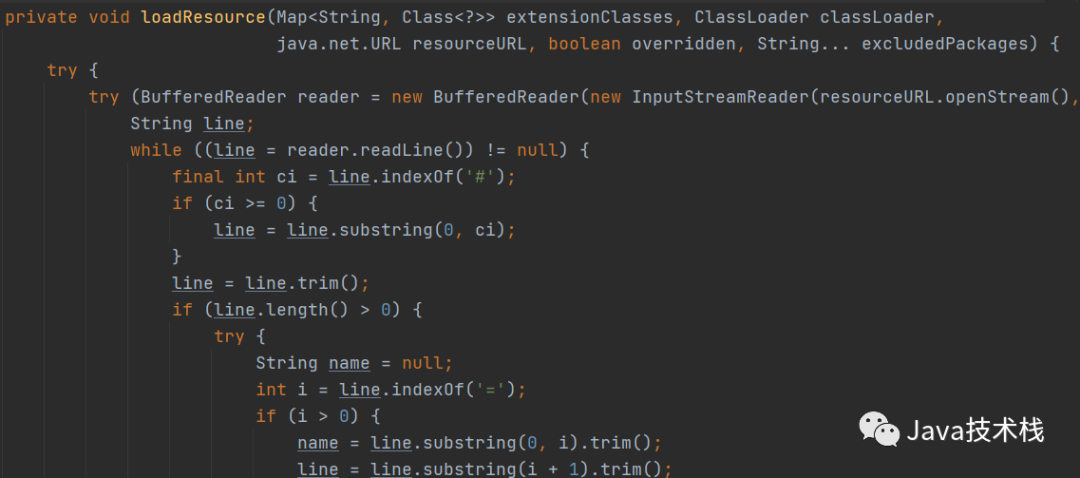 private void loadResource(Map<String, Class<?>> extensionClasses, ClassLoader classLoader,
                          java.net.URL resourceURL, boolean overridden, String... excludedPackages) {
    try {
        try (BufferedReader reader = new BufferedReader(new InputStreamReader(resourceURL.openStream(),
            String line;
            while ((line = reader.readLine()) != null) {
                final int ci = line.indexOf('#');
                if (ci >= 0) {
                    line = line.substring(0, ci);
                }
                line = line.trim();
                if (line.length() > 0) {
                    try {
                        String name = null;
                        int i = line.indexOf('=');
                        if (i > 0) {
                            name = line.substring(0, i).trim();
                            line = line.substring(i + 1).trim();
Java技术栈